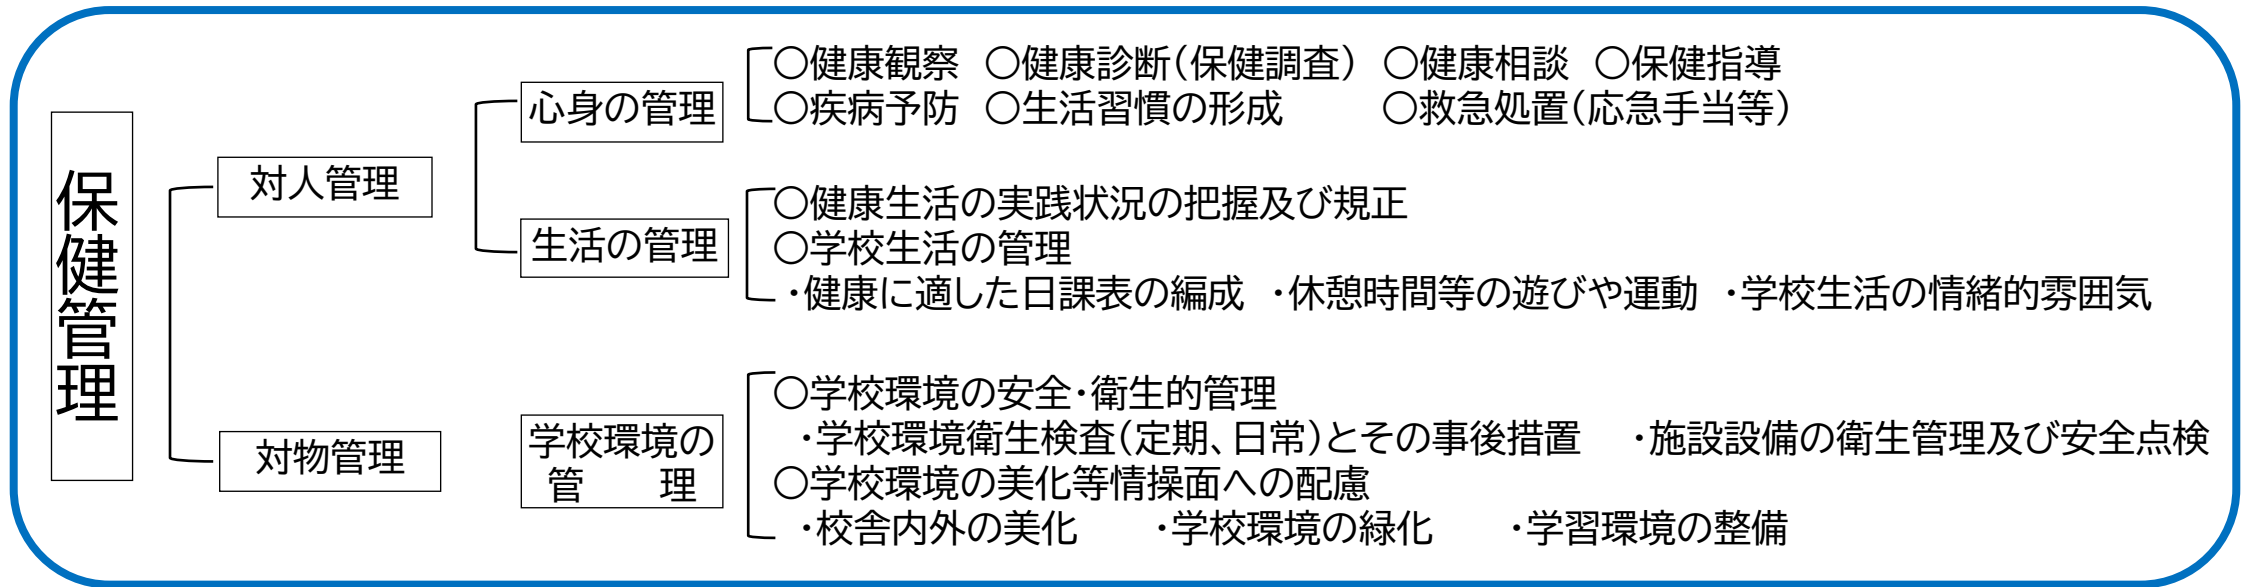 保健管理
対人管理
心身の管理
○健康観察 ○健康診断(保健調査) ○健康相談 ○保健指導
○疾病予防 ○生活習慣の形成 ○救急処置(応急手当等)
生活の管理
○健康生活の実践状況の把握及び規正
○学校生活の管理
・健康に適した日課表の編成 ・休憩時間等の遊びや運動 ・学校生活の情緒的雰囲気
対物管理
学校環境の
管 理
○学校環境の安全・衛生的管理
・学校環境衛生検査(定期、日常)とその事後措置 ・施設設備の衛生管理及び安全点検
○学校環境の美化等情操面への配慮
・校舎内外の美化 ・学校環境の緑化 ・学習環境の整備